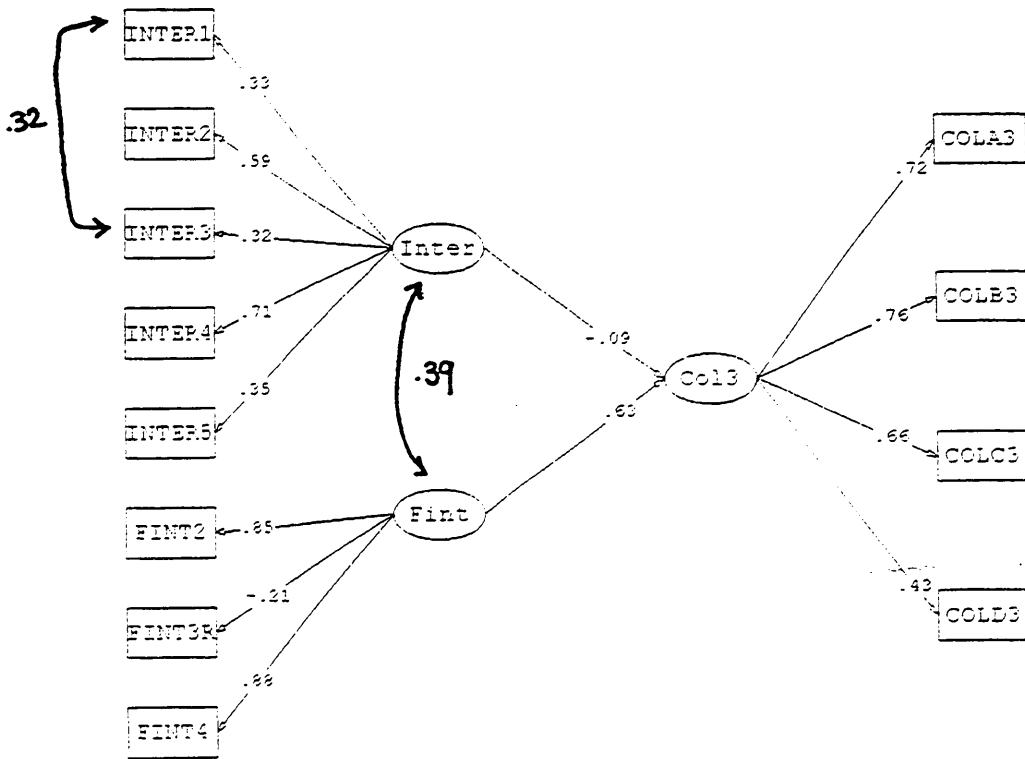 INTER1
.33
.32
INTER2
.59
COLA3
.72
INTER3
.32
Inter
INTER4
.71
-.09
COLB3
.76
.39
Col3
INTER5
.35
.63
.66
COLC3
FINT2
.85
Fint
-.21
.43
FINT3R
COLD3
.88
FINT4